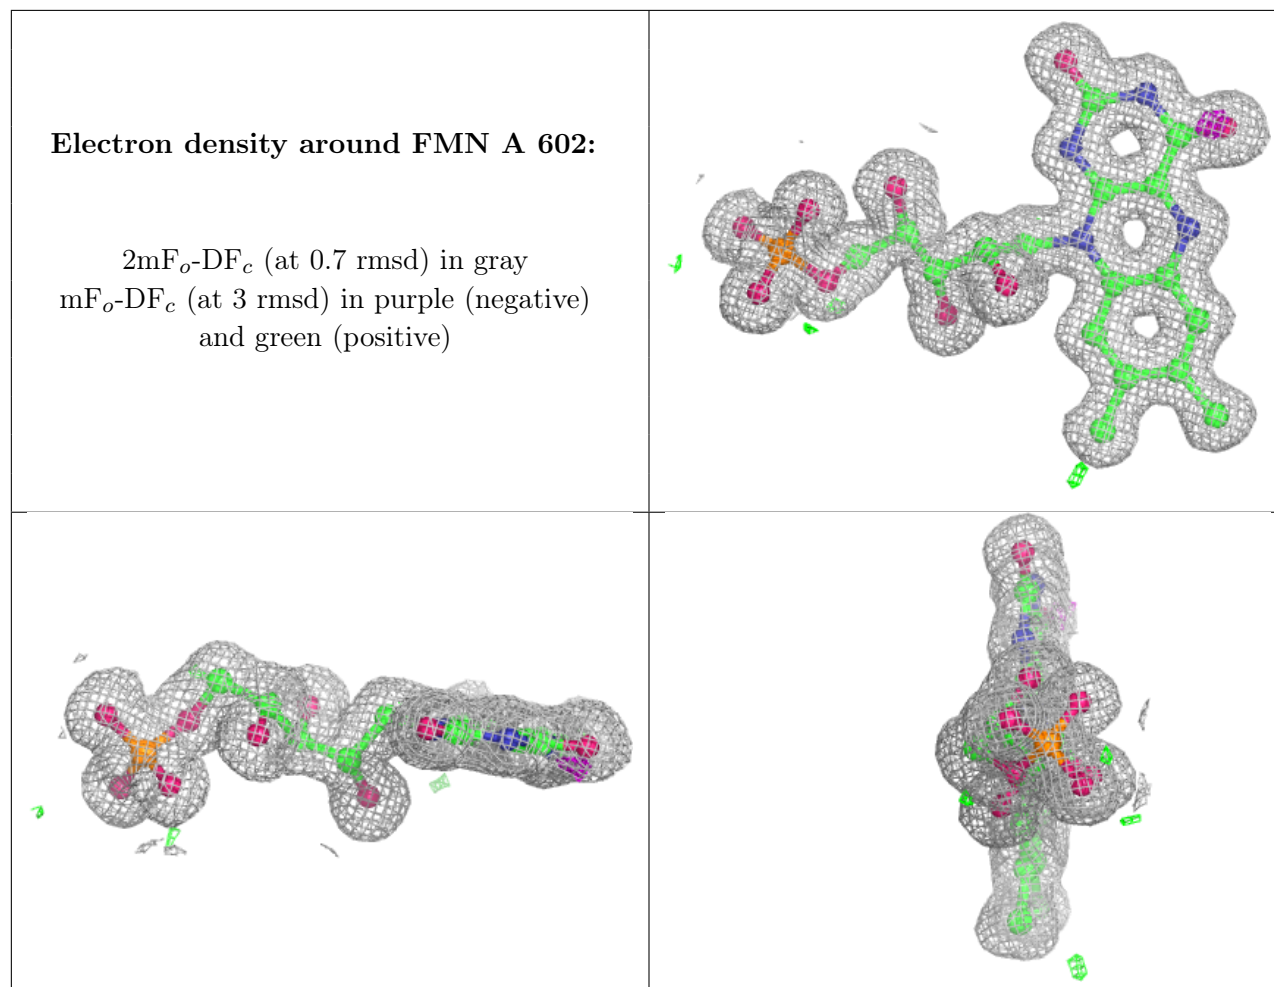 Electron density around FMN A 602:
2mFo-DFc (at 0.7 rmsd) in gray
mFo-DFc (at 3 rmsd) in purple (negative)
and green (positive)